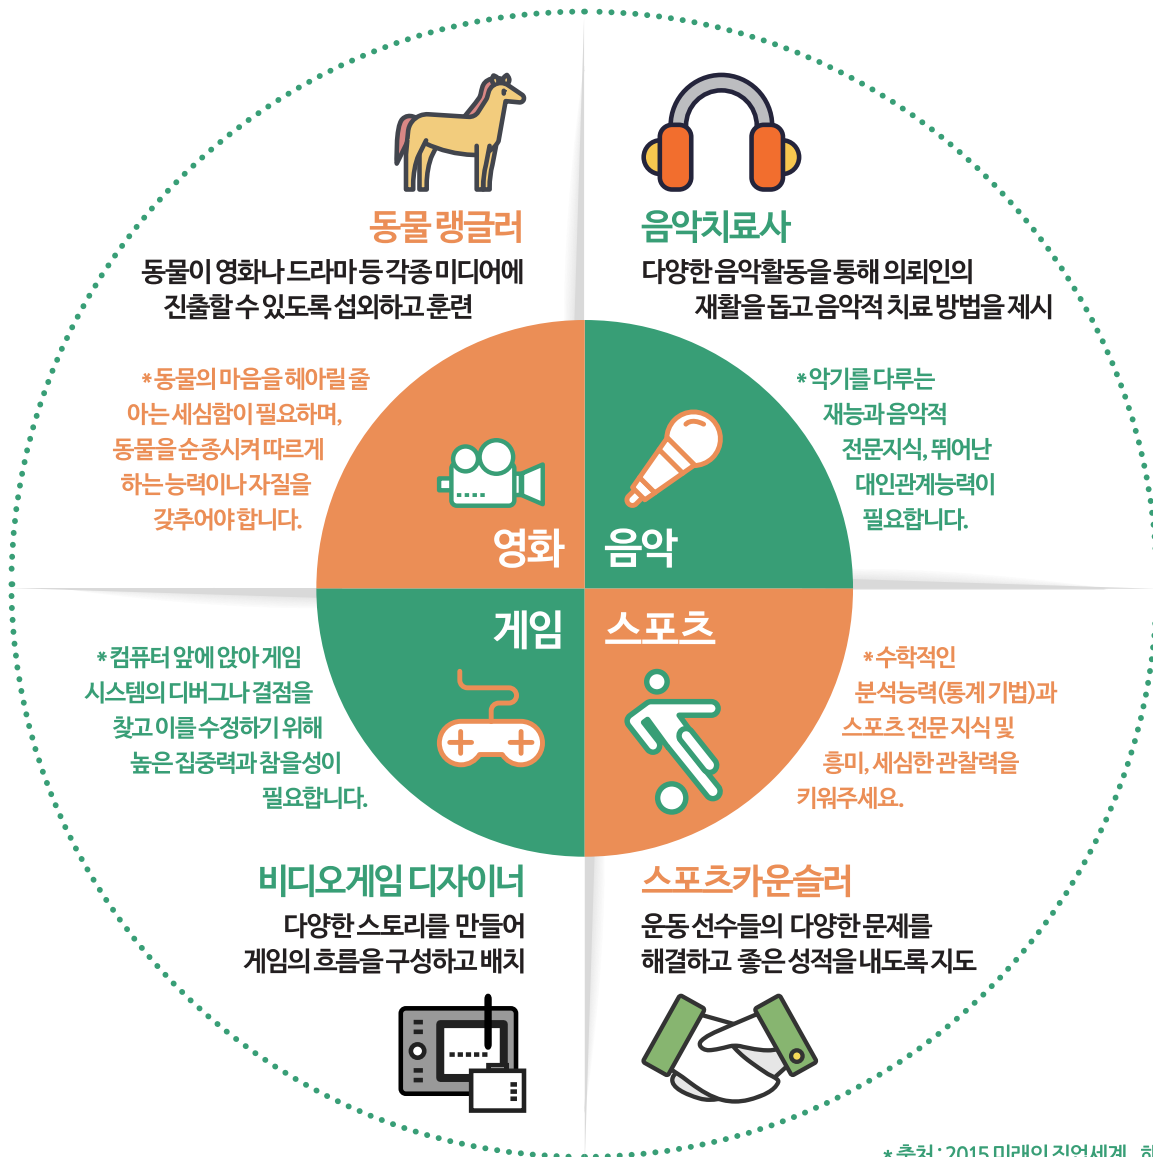 동물 랭글러
동물이 영화나 드라마 등 각종 미디어에
진출할 수 있도록 섭외하고 훈련
*동물의 마음을 헤아릴 줄
아는 세심함이 필요하며,
동물을 순종시켜 따르게
하는 능력이나 자질을
갖추어야 합니다.
영화
음악치료사
다양한 음악활동을 통해 의뢰인의
재활을 돕고 음악적 치료 방법을 제시
*악기를 다루는
재능과 음악적
전문지식, 뛰어난
대인관계능력이
필요합니다.
음악
게임
*컴퓨터 앞에 앉아 게임
시스템의 디버그나 결점을
찾고 이를 수정하기 위해
높은 집중력과 참을성이
필요합니다.
비디오게임 디자이너
다양한 스토리를 만들어
게임의 흐름을 구성하고 배치
스포츠
*수학적인
분석능력(통계 기법)과
스포츠 전문 지식 및
흥미, 세심한 관찰력을
키워주세요.
스포츠카운슬러
운동 선수들의 다양한 문제를
해결하고 좋은 성적을 내도록 지도
*출처 : 2015 미래의 직업세계